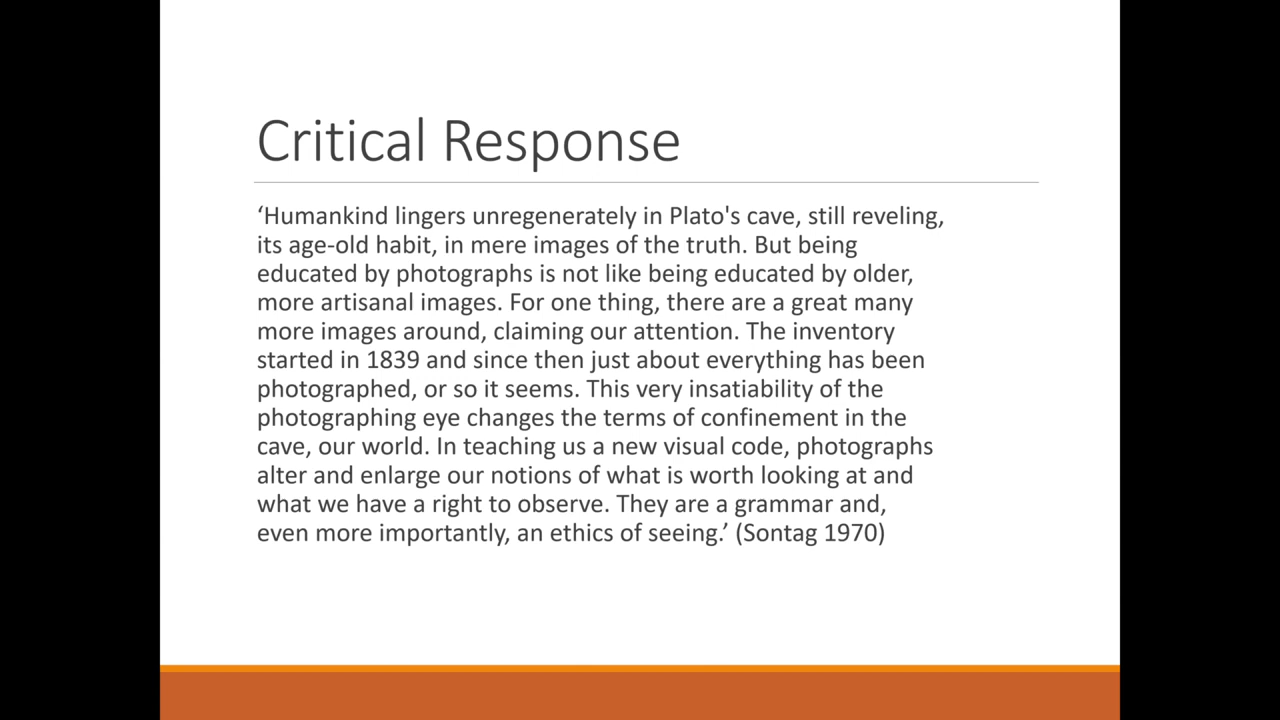 Critical Response
‘Humankind lingers unregenerately in Plato's cave, still reveling,
its age-old habit, in mere images of the truth. But being
educated by photographs is not like being educated by older,
more artisanal images. For one thing, there are a great many
more images around, claiming our attention. The inventory
started in 1839 and since then just about everything has been
photographed, or so it seems. This very insatiability of the
photographing eye changes the terms of confinement in the
cave, our world. In teaching us a new visual code, photographs
alter and enlarge our notions of what is worth looking at and
what we have a right to observe. They are a grammar and,
even more importantly, an ethics of seeing.’ (Sontag 1970)